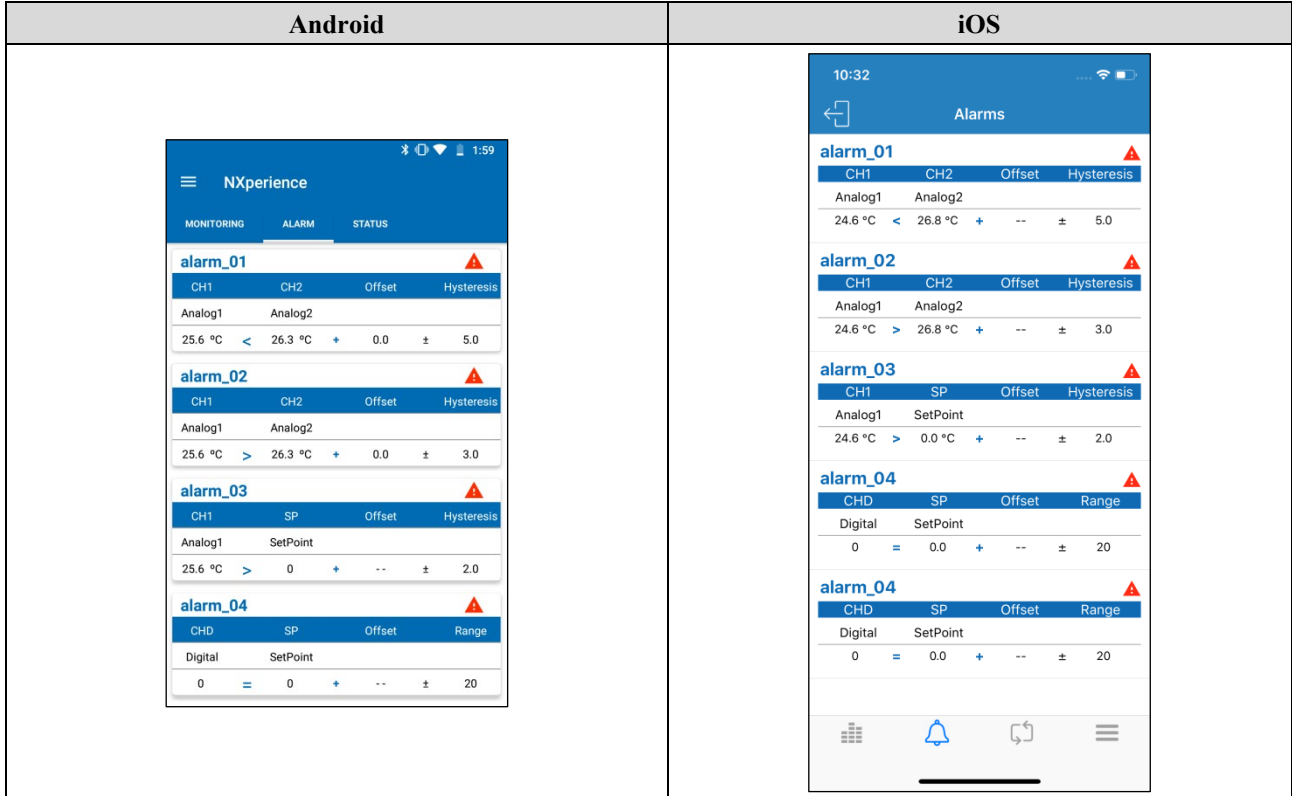 Android
iOS
1:59
NXperience
MONITORING ALARM STATUS
alarm_01
CH1 CH2 Offset Hysteresis
Analog1 Analog2
25.6 ºC < 26.3 ºC + 0.0 ± 5.0
alarm_02
CH1 CH2 Offset Hysteresis
Analog1 Analog2
25.6 ºC > 26.3 ºC + 0.0 ± 3.0
alarm_03
CH1 SP Offset Hysteresis
Analog1 SetPoint
25.6 ºC > 0 + -- ± 2.0
alarm_04
CHD SP Offset Range
Digital SetPoint
0 = 0 + -- ± 20
10:32
Alarms
alarm_01
CH1 CH2 Offset Hysteresis
Analog1 Analog2
24.6 ºC < 26.8 ºC + -- ± 5.0
alarm_02
CH1 CH2 Offset Hysteresis
Analog1 Analog2
24.6 ºC > 26.8 ºC + -- ± 3.0
alarm_03
CH1 SP Offset Hysteresis
Analog1 SetPoint
24.6 ºC > 0.0 ºC + -- ± 2.0
alarm_04
CHD SP Offset Range
Digital SetPoint
0 = 0.0 + -- ± 20
alarm_04
CHD SP Offset Range
Digital SetPoint
0 = 0.0 + -- ± 20